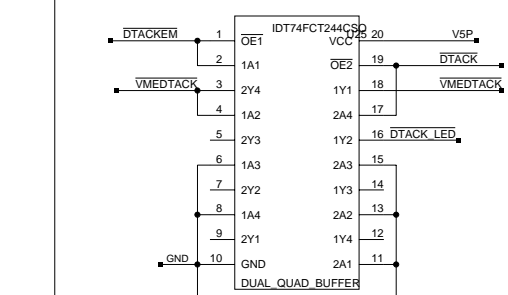 IDT74FCT244CSO
U25
DTACKEM 1 OE1 VCC 20 V5P
2 1A1 OE2 19 DTACK
VMEDTACK 3 2Y4 1Y1 18 VMEDTACK
4 1A2 2A4 17
5 2Y3 1Y2 16 DTACK_LED
6 1A3 2A3 15
7 2Y2 1Y3 14
8 1A4 2A2 13
9 2Y1 1Y4 12
GND 10 GND 2A1 11
DUAL_QUAD_BUFFER